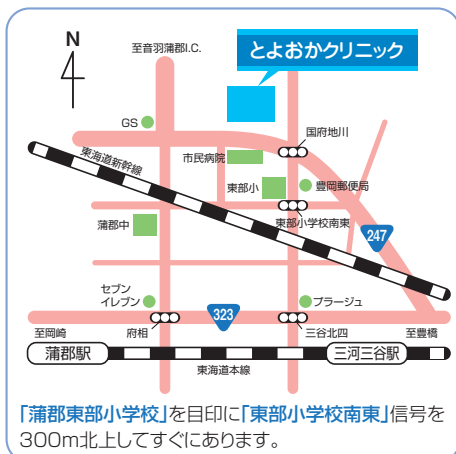 N
至音羽蒲郡I.C.
とよおかクリニック
GS
国府地川
東海道新幹線
市民病院
東部小
豊岡郵便局
蒲郡中
東部小学校南東
247
セブン
イレブン
323
プラージュ
至岡崎
府相
三谷北四
至豊橋
蒲郡駅
三河三谷駅
東海道本線
「蒲郡東部小学校」を目印に「東部小学校南東」信号を
300m北上してすぐにあります。